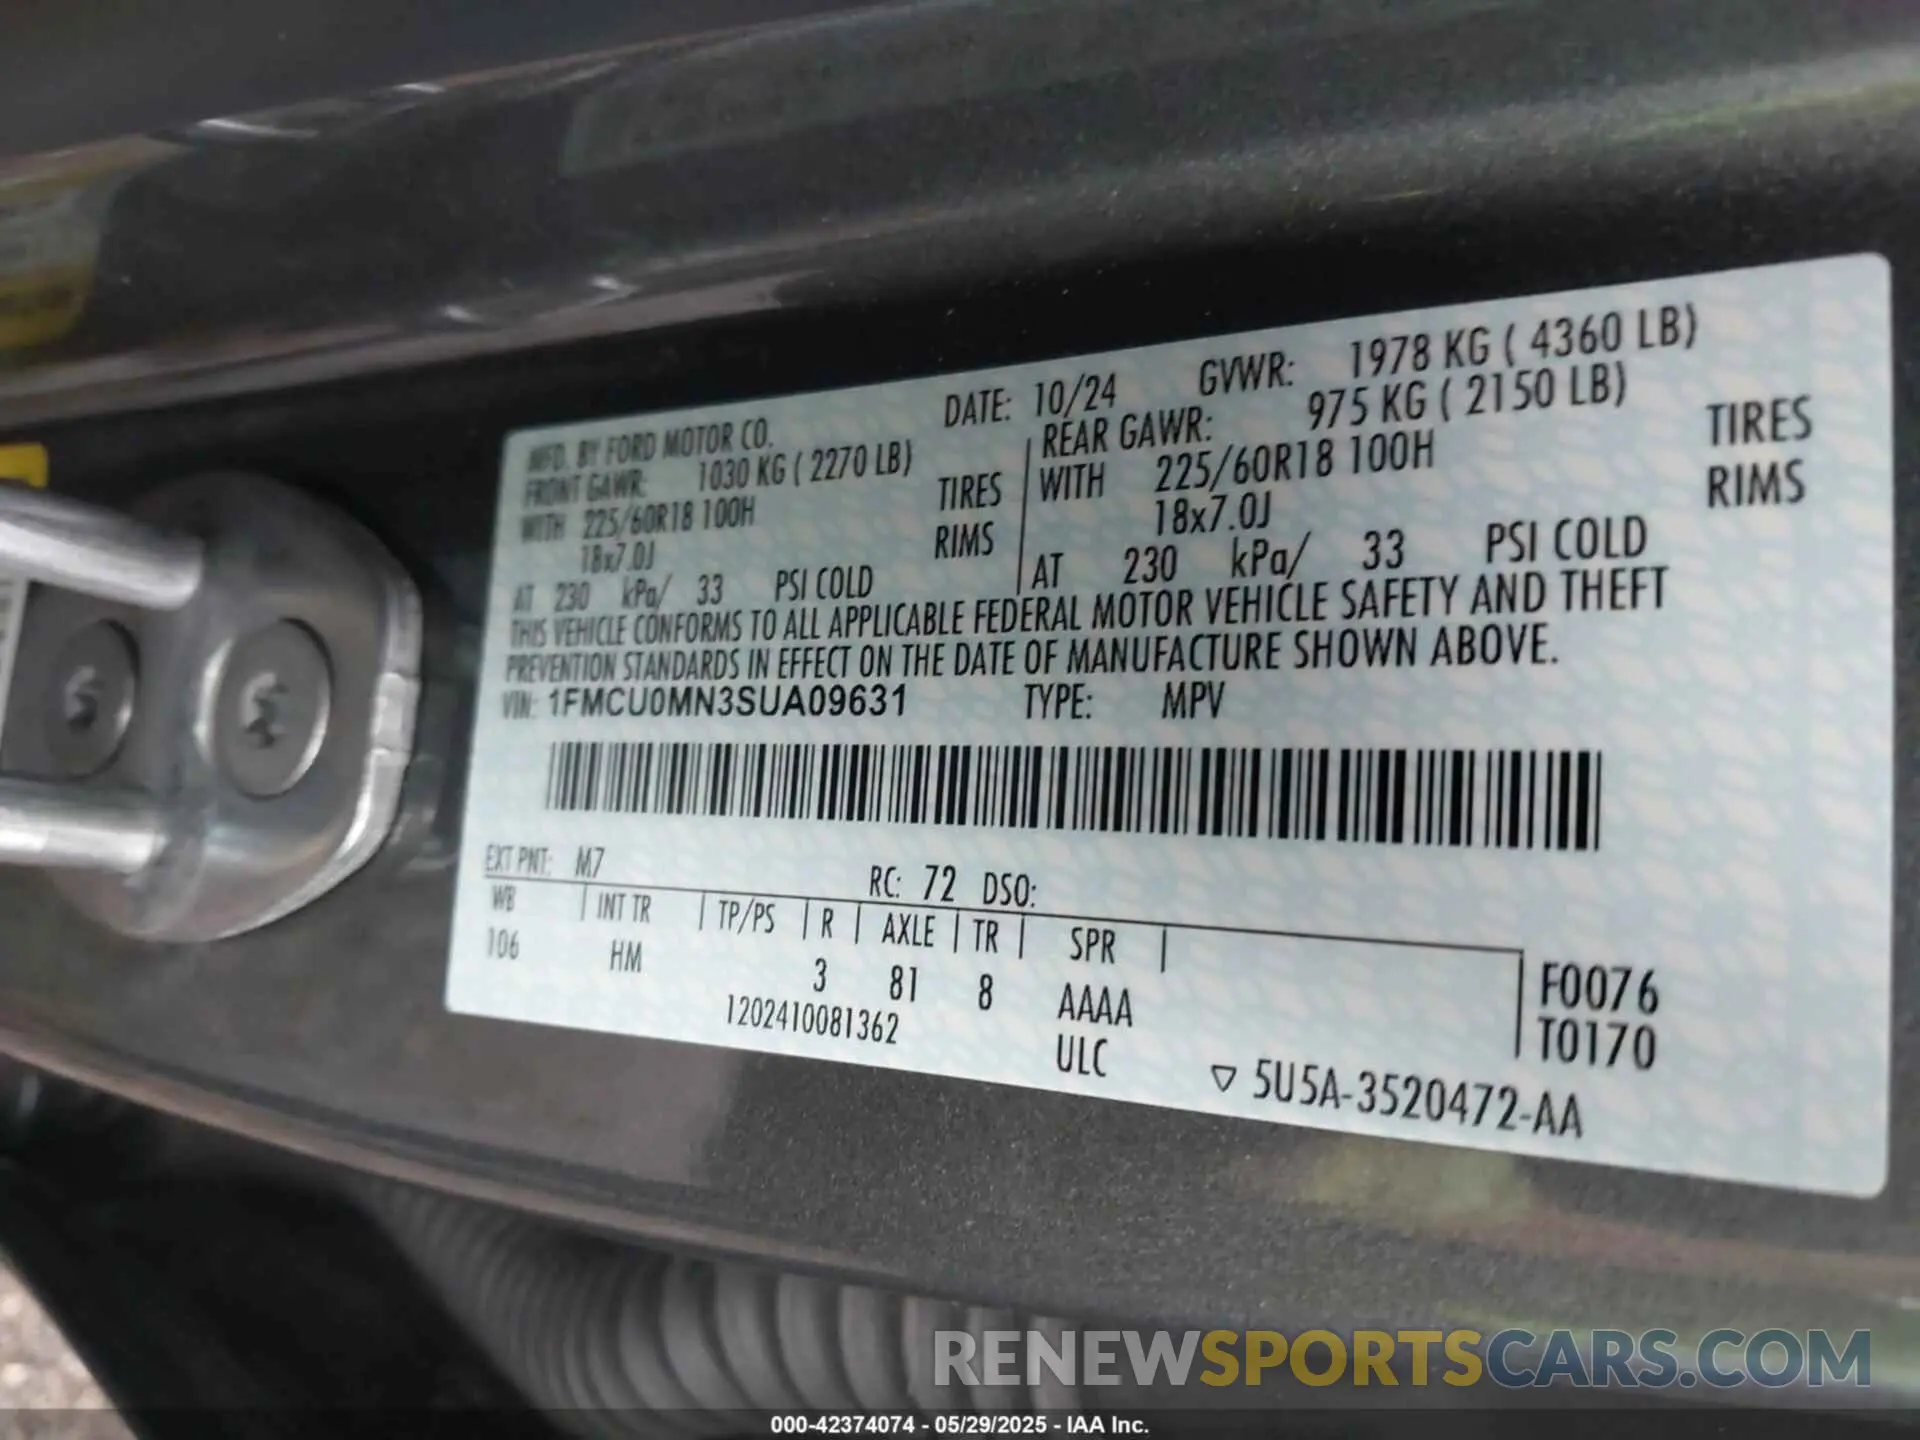 MFD. BY FORD MOTOR CO. DATE: 10/24 GVWR: 1978 KG ( 4360 LB)
FRONT GAWR: 1030 KG ( 2270 LB) REAR GAWR: 975 KG ( 2150 LB)
WITH 225/60R18 100H TIRES WITH 225/60R18 100H TIRES
18x7.0J RIMS 18x7.0J RIMS
AT 230 kPa/ 33 PSI COLD AT 230 kPa/ 33 PSI COLD
THIS VEHICLE CONFORMS TO ALL APPLICABLE FEDERAL MOTOR VEHICLE SAFETY AND THEFT
PREVENTION STANDARDS IN EFFECT ON THE DATE OF MANUFACTURE SHOWN ABOVE.
VIN: 1FMCU0MN3SUA09631 TYPE: MPV
EXT PNT: M7 RC: 72 DSO:
WB INT TR TP/PS R AXLE TR SPR
106 HM 3 81 8 AAAA F0076
1202410081362 ULC T0170
▽ 5U5A-3520472-AA
RENEWSPORTSCARS.COM
000-42374074 - 05/29/2025 - IAA Inc.